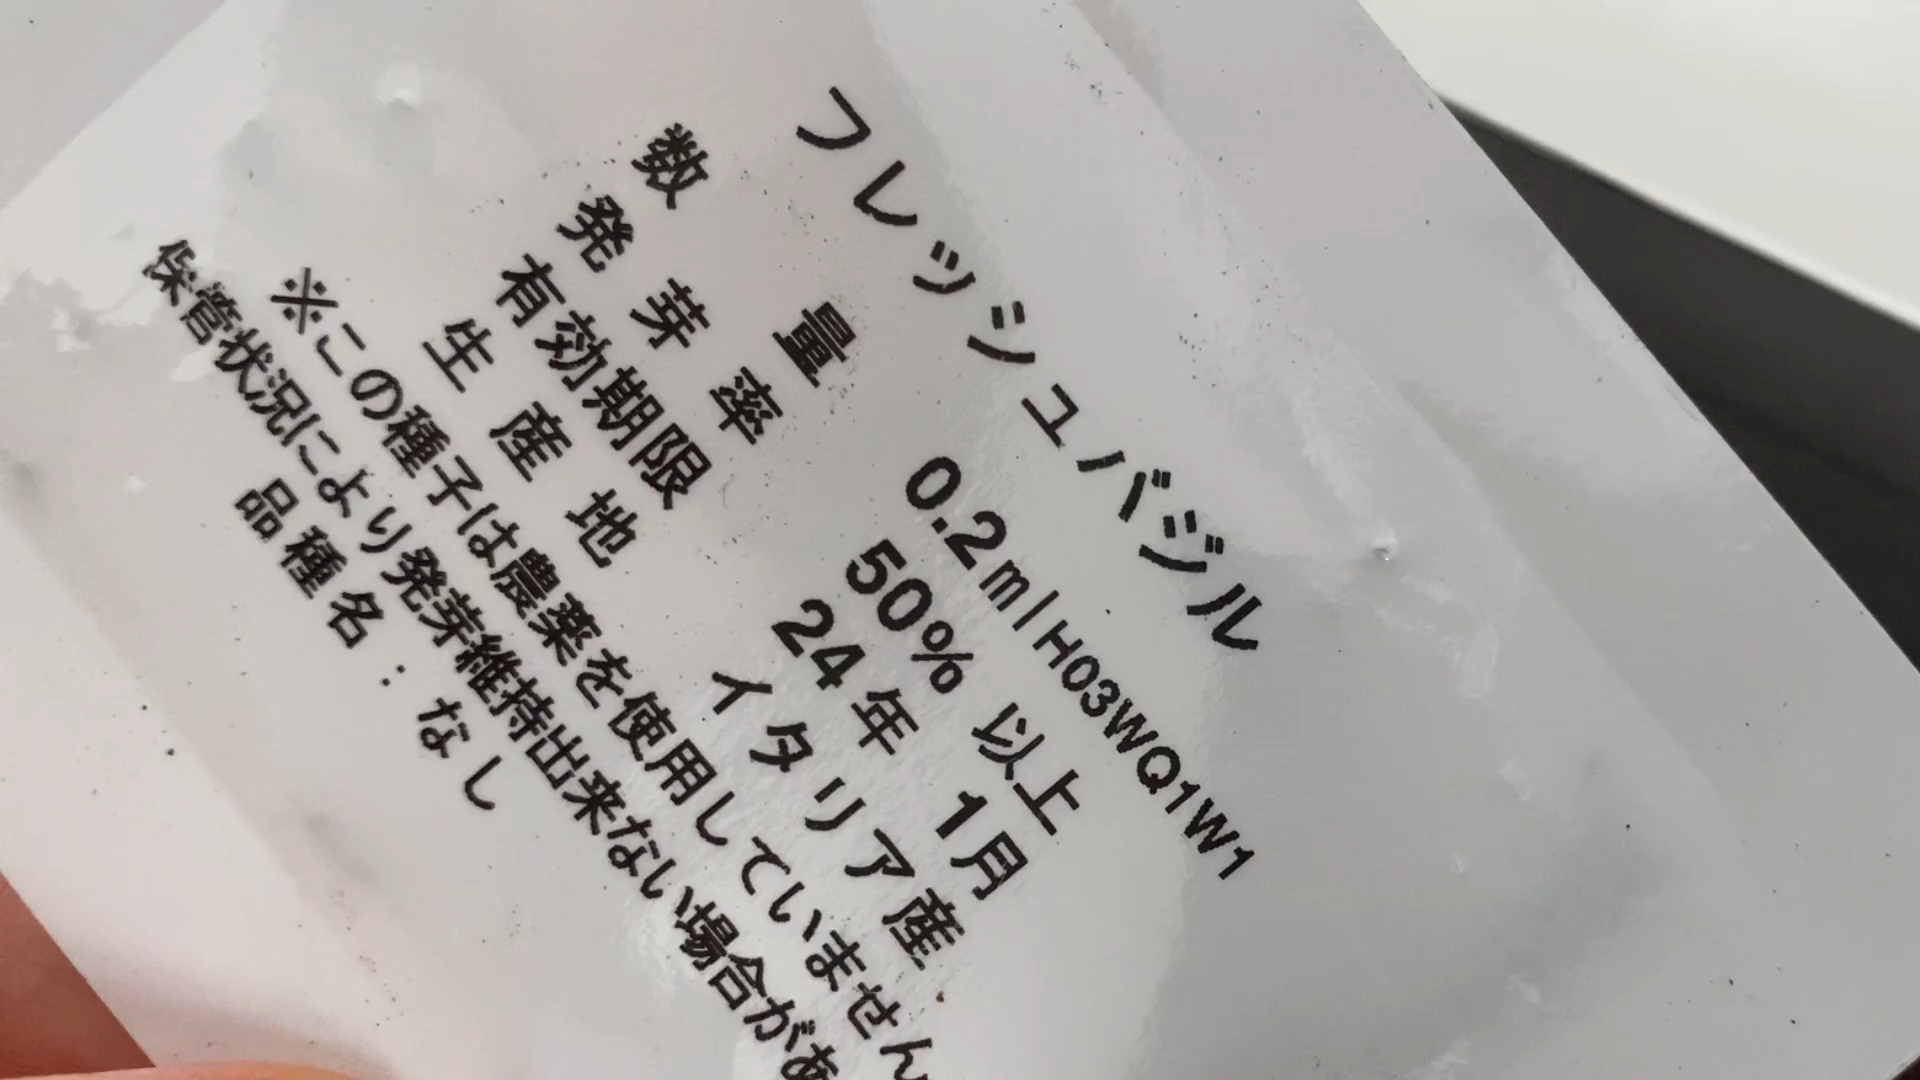 フレッシュバジル
数量 0.2ml H03WQ1W1
発芽率 50% 以上
有効期限 24年 1月
生産地 イタリア産
※この種子は農薬を使用していません
保管状況により発芽維持出来ない場合があ
品種名：なし